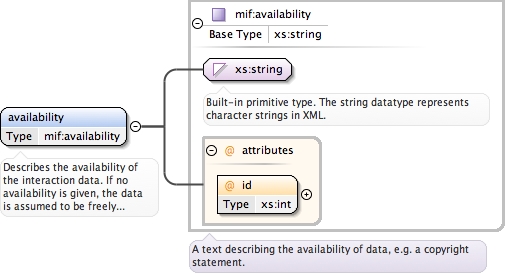 mif:availability
Base Type xs:string
xs:string
Built-in primitive type. The string datatype represents
character strings in XML.
availability
Type mif:availability
Describes the availability of
the interaction data. If no
availability is given, the data
is assumed to be freely...
@ attributes
@ id
Type xs:int
A text describing the availability of data, e.g. a copyright
statement.